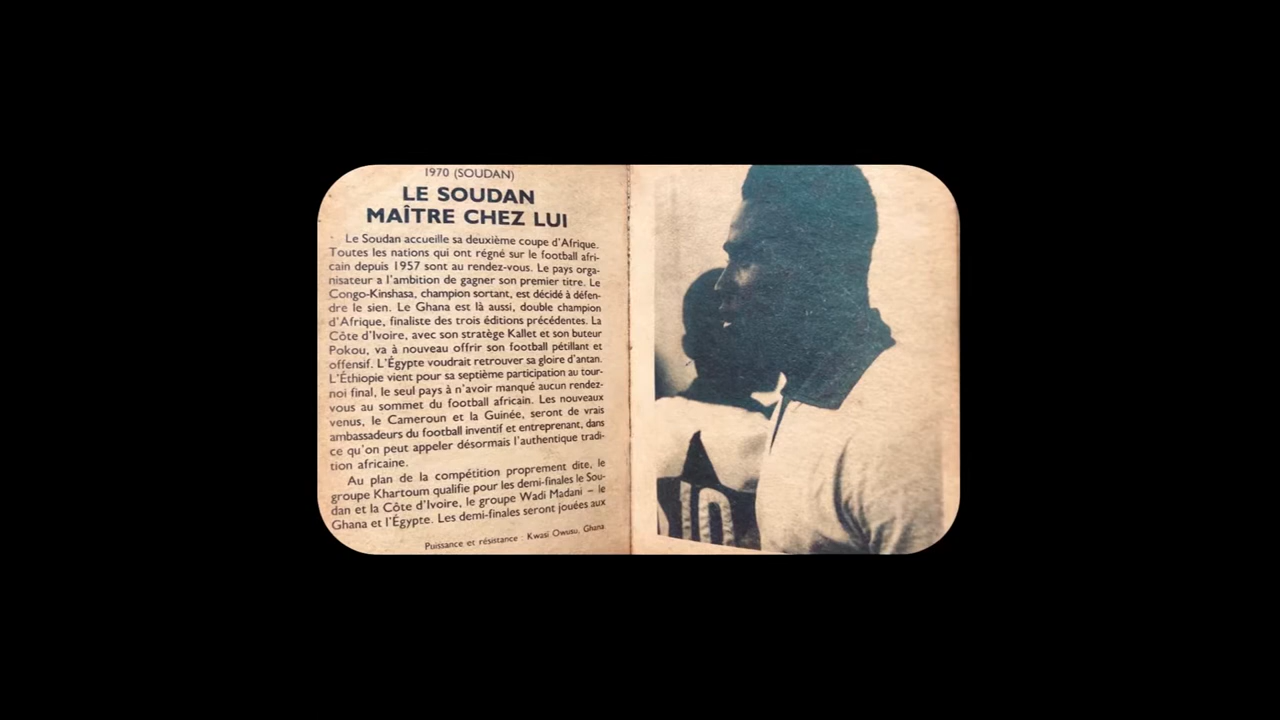 1970 (SOUDAN)
LE SOUDAN
MAÎTRE CHEZ LUI
Le Soudan accueille sa deuxième coupe d'Afrique.
Toutes les nations qui ont régné sur le football afri-
cain depuis 1957 sont au rendez-vous. Le pays orga-
nisateur a l'ambition de gagner son premier titre. Le
Congo-Kinshasa, champion sortant, est décidé à défen-
dre le sien. Le Ghana est là aussi, double champion
d'Afrique, finaliste des trois éditions précédentes. La
Côte d'Ivoire, avec son stratège Kallet et son buteur
Pokou, va à nouveau offrir son football pétillant et
offensif. L'Égypte voudrait retrouver sa gloire d'antan.
L'Éthiopie vient pour sa septième participation au tour-
noi final, le seul pays à n'avoir manqué aucun rendez-
vous au sommet du football africain. Les nouveaux
venus, le Cameroun et la Guinée, seront de vrais
ambassadeurs du football inventif et entreprenant, dans
ce qu'on peut appeler désormais l'authentique tradi-
tion africaine.
Au plan de la compétition proprement dite, le
groupe Khartoum qualifie pour les demi-finales le Sou-
dan et la Côte d'Ivoire, le groupe Wadi Madani – le
Ghana et l'Égypte. Les demi-finales seront jouées aux
Puissance et résistance : Kwasi Owusu, Ghana
10